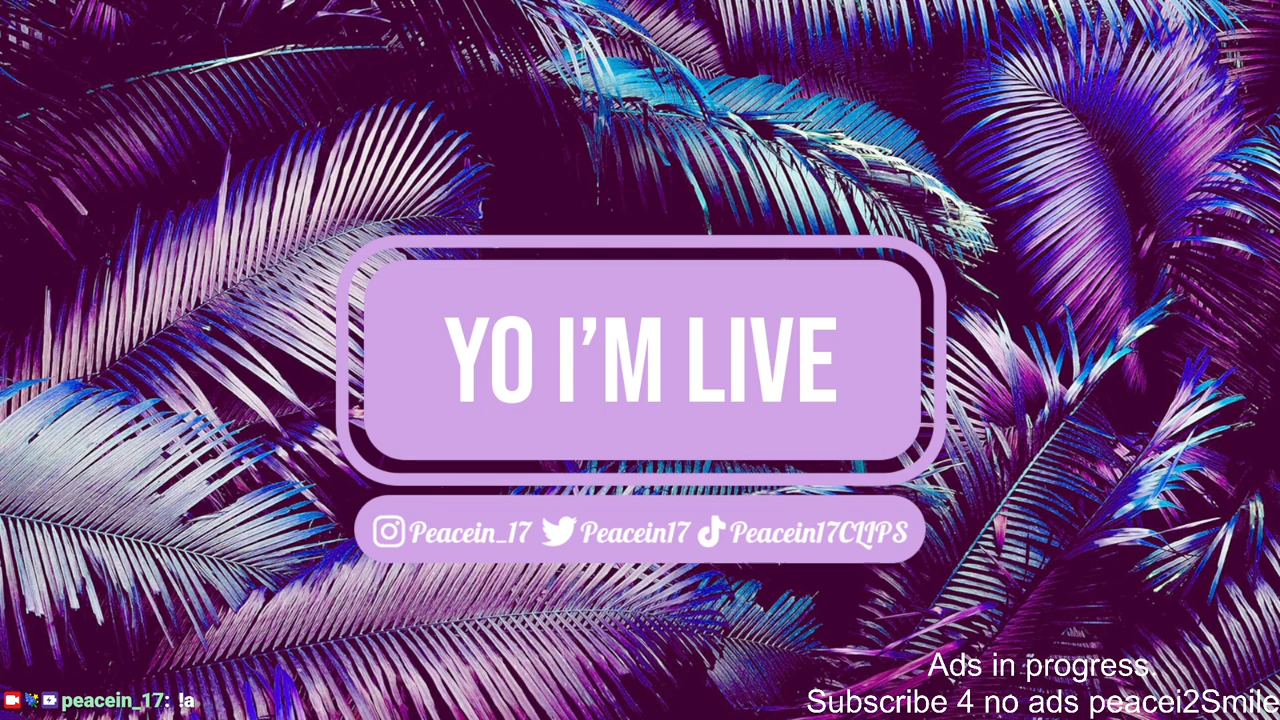 YO I'M LIVE
Peacein_17 Peacein17 Peacein17CLIPS
Ads in progress.
Subscribe 4 no ads peacei2Smile
peacein_17: !a